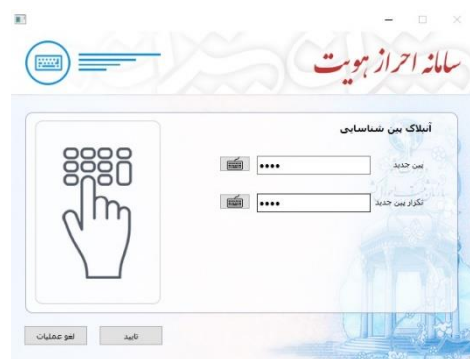 سامانه احراز هویت
آنبلاک پین شناسایی
پین جدید
تکرار پین جدید
تایید
لغو عملیات